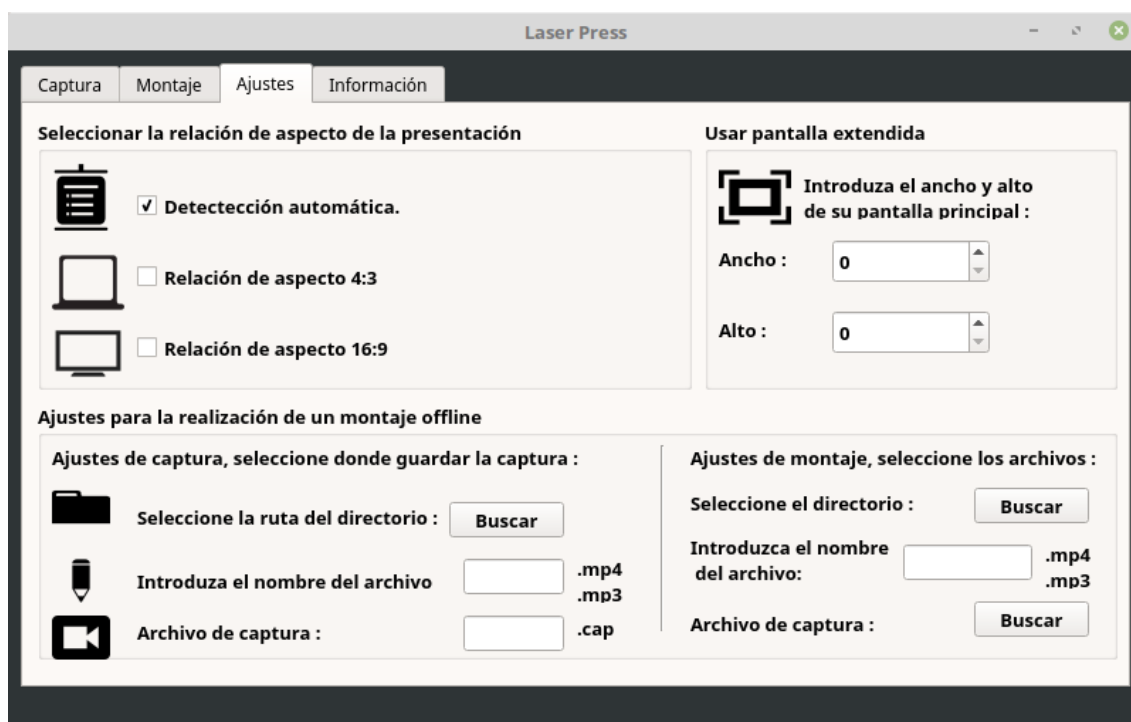 Laser Press
Captura Montaje Ajustes Información
Seleccionar la relación de aspecto de la presentación
Detectección automática.
Relación de aspecto 4:3
Relación de aspecto 16:9
Usar pantalla extendida
Introduza el ancho y alto
de su pantalla principal :
Ancho : 0
Alto : 0
Ajustes para la realización de un montaje offline
Ajustes de captura, seleccione donde guardar la captura :
Seleccione la ruta del directorio : Buscar
Introduza el nombre del archivo .mp4
.mp3
Archivo de captura : .cap
Ajustes de montaje, seleccione los archivos :
Seleccione el directorio : Buscar
Introduzca el nombre .mp4
del archivo: .mp3
Archivo de captura : Buscar